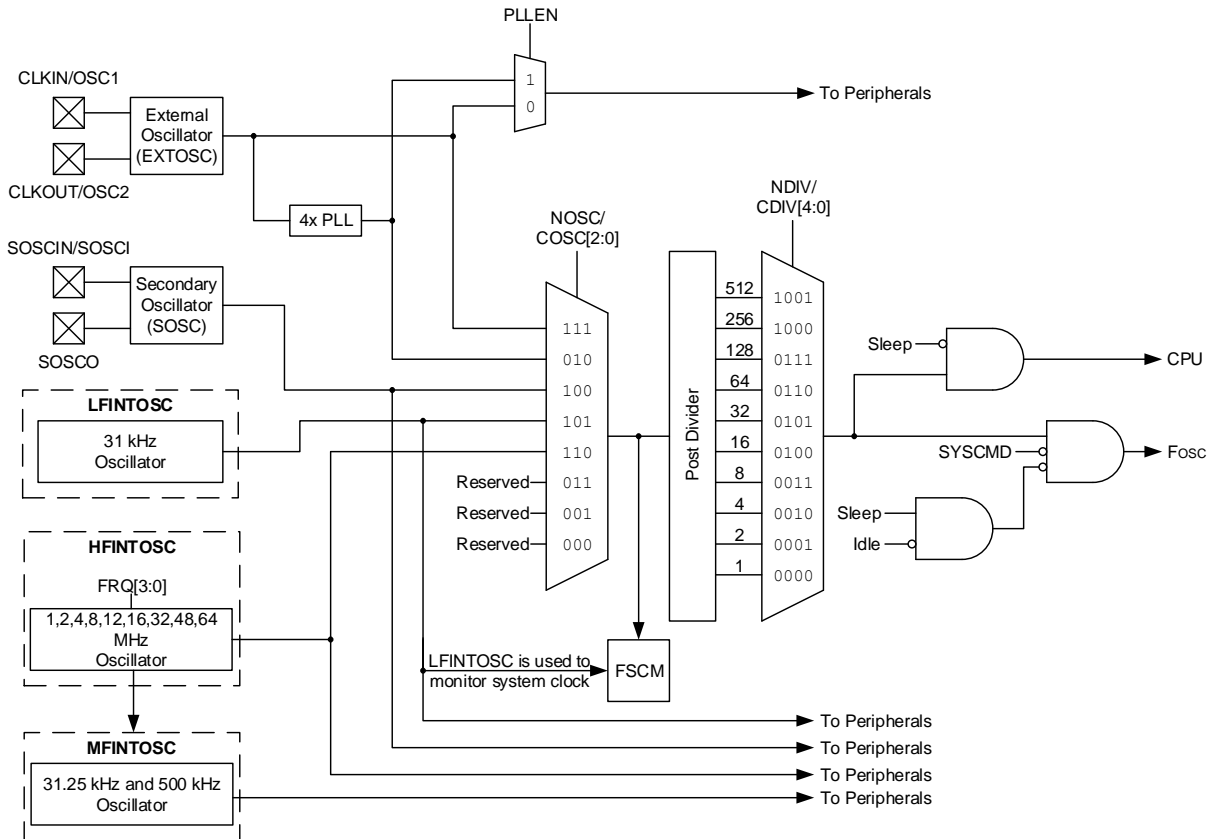 PLLEN
CLKIN/OSC1
1
0
To Peripherals
External
Oscillator
(EXTOSC)
CLKOUT/OSC2
4x PLL
NOSC/
COSC[2:0]
NDIV/
CDIV[4:0]
SOSCIN/SOSCI
Secondary
Oscillator
(SOSC)
SOSCO
LFINTOSC
31 kHz
Oscillator
111
010
100
101
110
Reserved 011
Reserved 001
Reserved 000
Post Divider
512 1001
256 1000
128 0111
64 0110
32 0101
16 0100
8 0011
4 0010
2 0001
1 0000
Sleep
CPU
SYSCMD
Fosc
Sleep
Idle
HFINTOSC
FRQ[3:0]
1,2,4,8,12,16,32,48,64
MHz
Oscillator
LFINTOSC is used to
monitor system clock
FSCM
MFINTOSC
31.25 kHz and 500 kHz
Oscillator
To Peripherals
To Peripherals
To Peripherals
To Peripherals